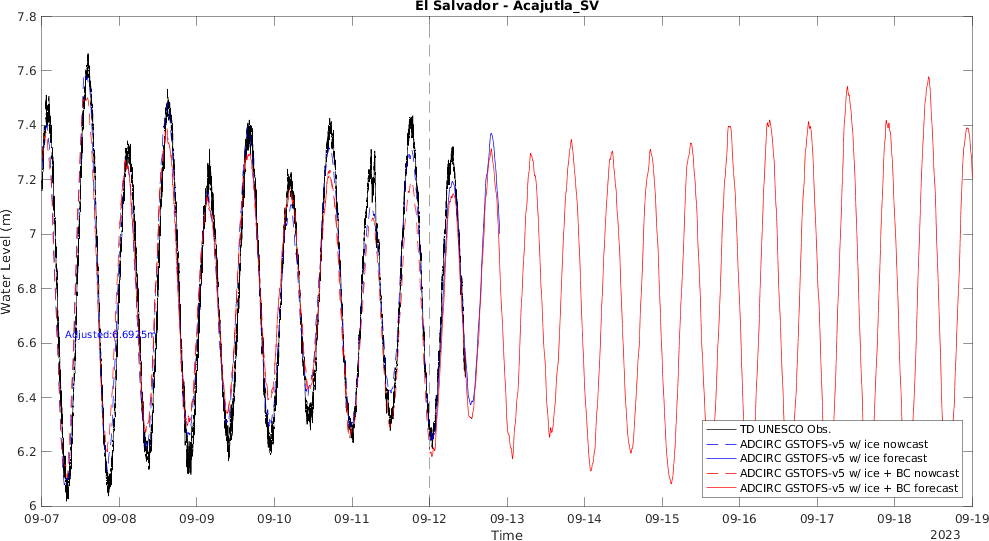 El Salvador - Acajutla_SV
7.8
7.6
7.4
7.2
7
6.8
6.6
6.4
6.2
6
Water Level (m)
Adjusted:6.6925m
TD UNESCO Obs.
ADCIRC GSTOFS-v5 w/ ice nowcast
ADCIRC GSTOFS-v5 w/ ice forecast
ADCIRC GSTOFS-v5 w/ ice + BC nowcast
ADCIRC GSTOFS-v5 w/ ice + BC forecast
09-07 09-08 09-09 09-10 09-11 09-12 09-13 09-14 09-15 09-16 09-17 09-18 09-19
Time
2023